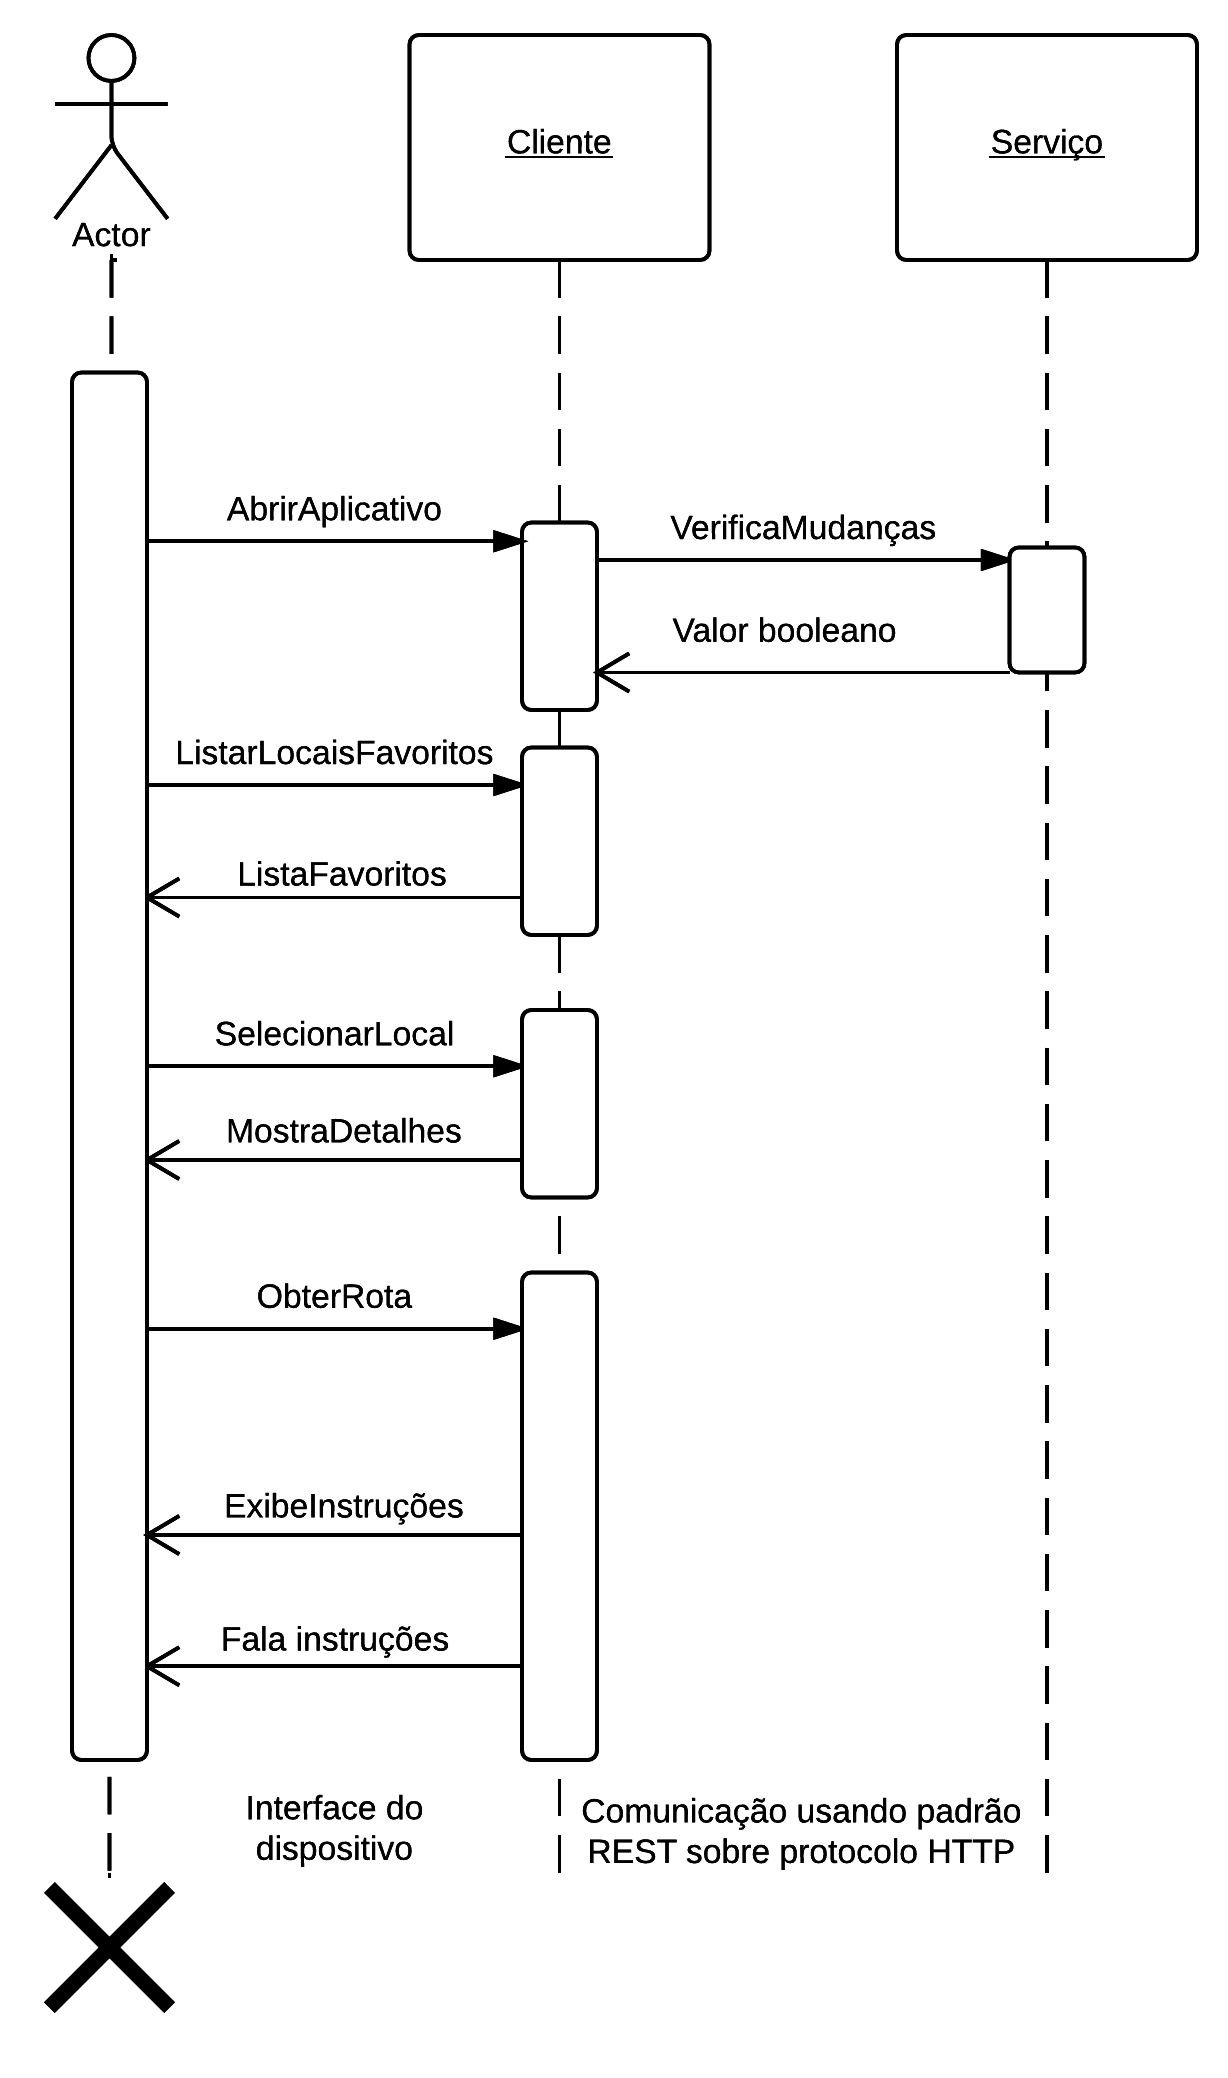 Actor
Cliente
Serviço
AbrirAplicativo
VerificaMudanças
Valor booleano
ListarLocaisFavoritos
ListaFavoritos
SelecionarLocal
MostraDetalhes
ObterRota
ExibeInstruções
Fala instruções
Interface do
dispositivo
Comunicação usando padrão
REST sobre protocolo HTTP